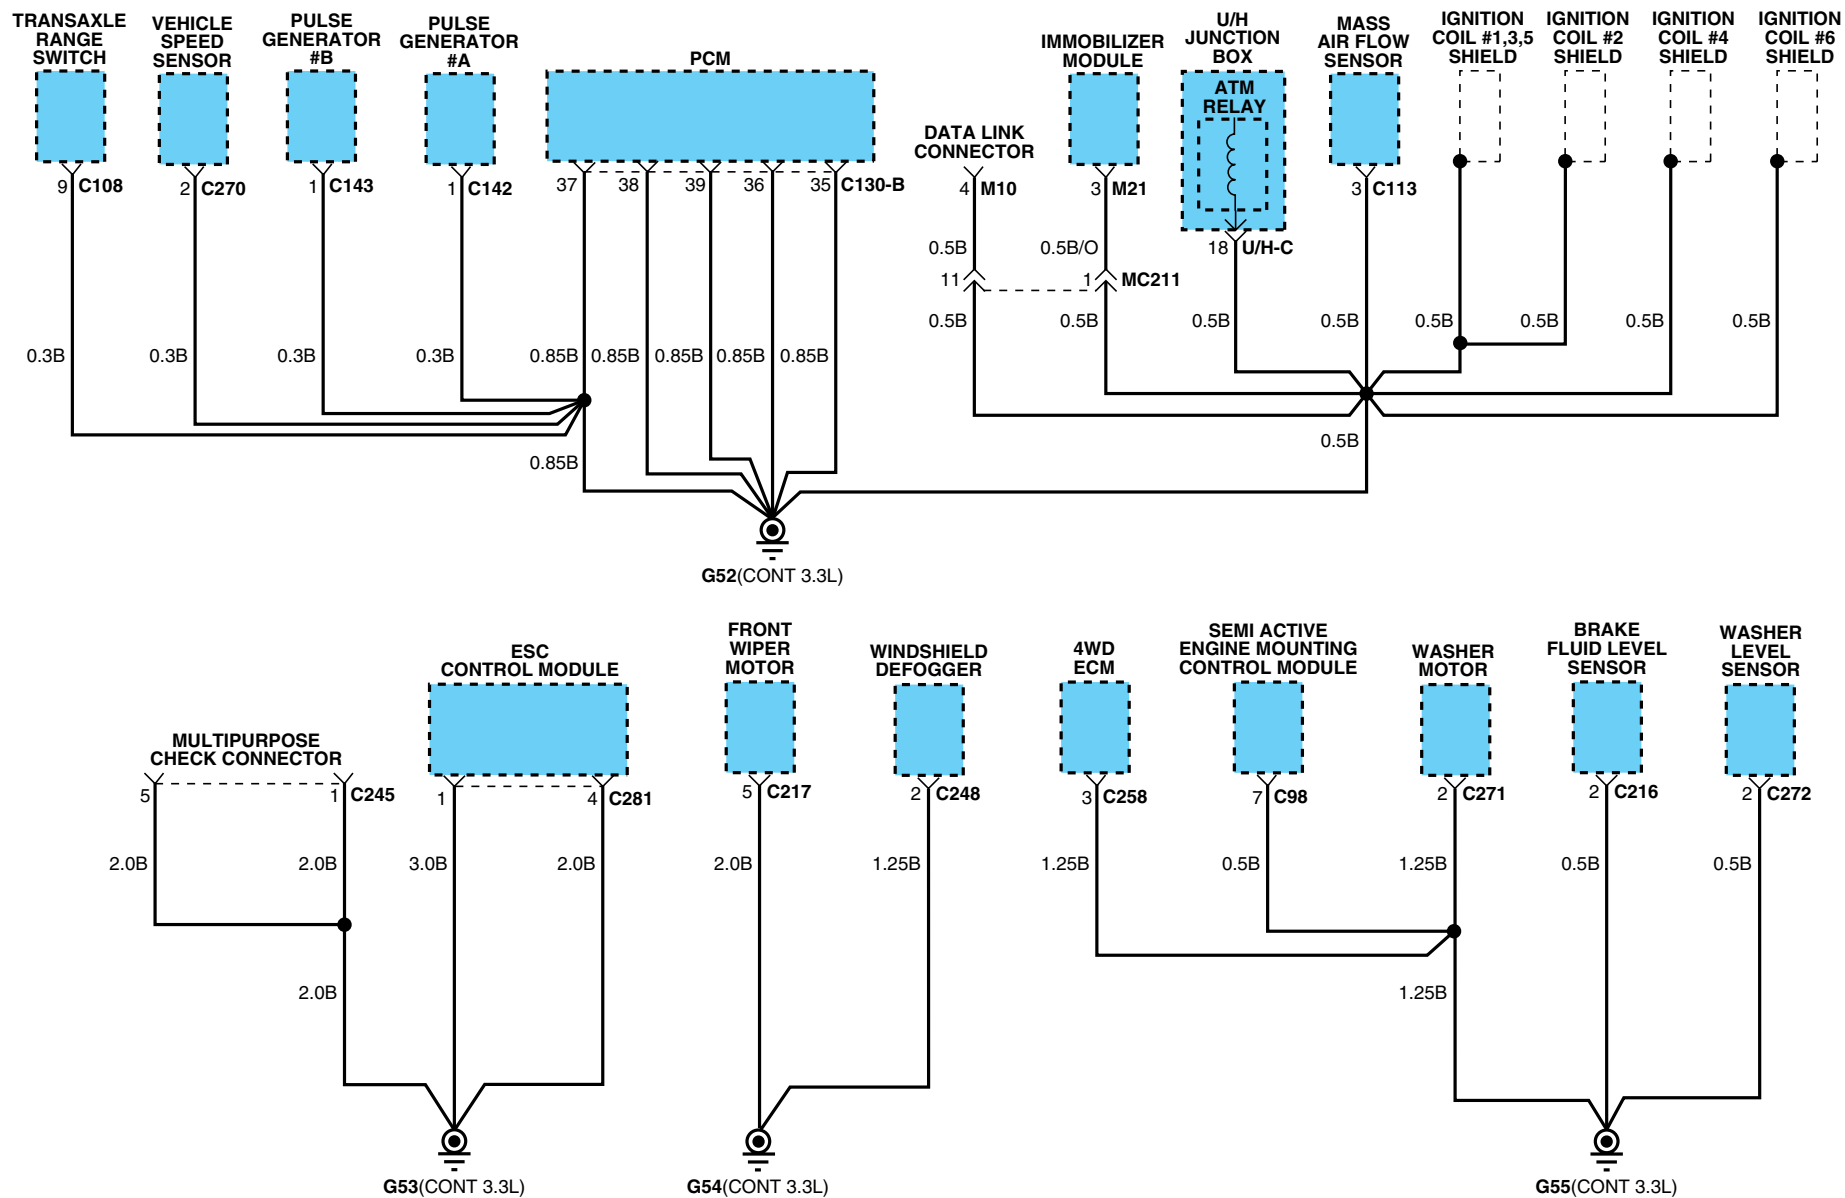 TRANSAXLE
RANGE
SWITCH
VEHICLE
SPEED
SENSOR
PULSE
GENERATOR
#B
PULSE
GENERATOR
#A
PCM
DATA LINK
CONNECTOR
IMMOBILIZER
MODULE
U/H
JUNCTION
BOX
ATM
RELAY
MASS
AIR FLOW
SENSOR
IGNITION
COIL #1,3,5
SHIELD
IGNITION
COIL #2
SHIELD
IGNITION
COIL #4
SHIELD
IGNITION
COIL #6
SHIELD
9 C108
2 C270
1 C143
1 C142
37 38 39 36 35 C130-B
4 M10
3 M21
18 U/H-C
3 C113
0.5B 0.5B/O
11 1 MC211
0.5B 0.5B 0.5B 0.5B 0.5B 0.5B 0.5B 0.5B
0.3B 0.3B 0.3B 0.3B 0.85B 0.85B 0.85B 0.85B 0.85B
0.5B
0.85B
G52(CONT 3.3L)
MULTIPURPOSE
CHECK CONNECTOR
ESC
CONTROL MODULE
FRONT
WIPER
MOTOR
WINDSHIELD
DEFOGGER
4WD
ECM
SEMI ACTIVE
ENGINE MOUNTING
CONTROL MODULE
WASHER
MOTOR
BRAKE
FLUID LEVEL
SENSOR
WASHER
LEVEL
SENSOR
5 1 C245
1 4 C281
5 C217
2 C248
3 C258
7 C98
2 C271
2 C216
2 C272
2.0B 2.0B 3.0B 2.0B 2.0B 1.25B 1.25B 0.5B 1.25B 0.5B 0.5B
2.0B 1.25B
G53(CONT 3.3L)
G54(CONT 3.3L)
G55(CONT 3.3L)